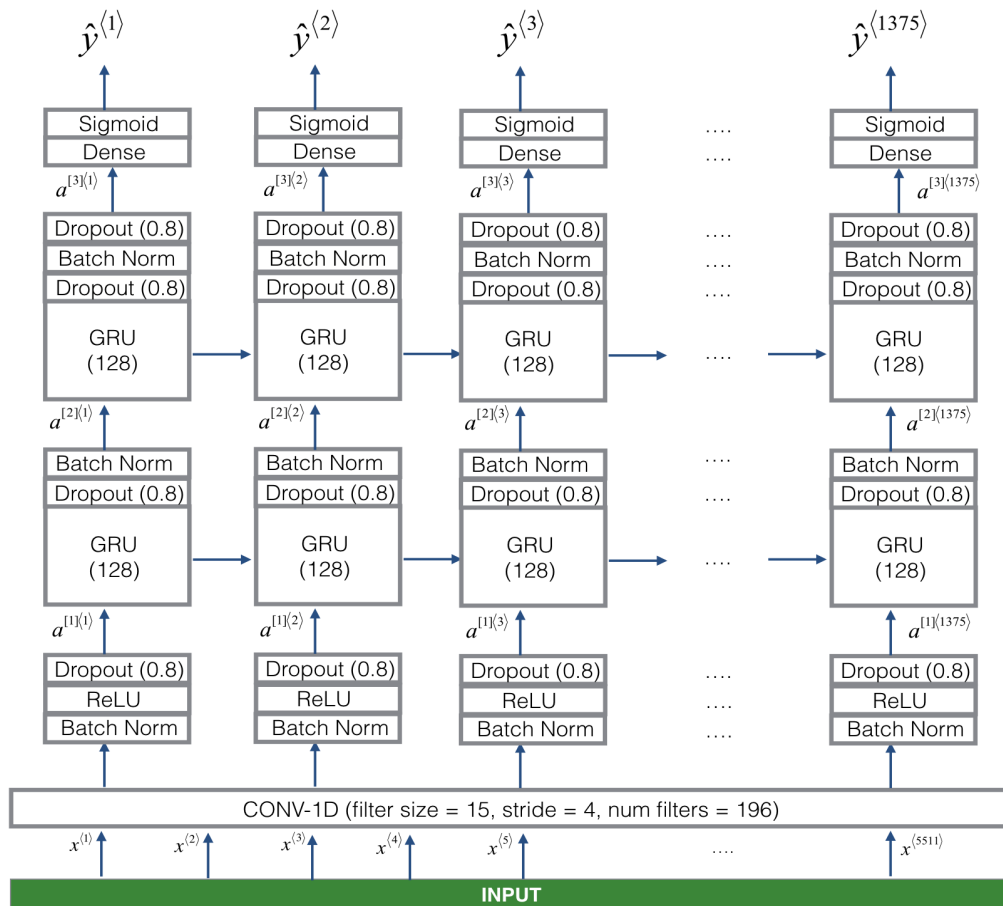 ŷ⟨1⟩ ŷ⟨2⟩ ŷ⟨3⟩ ŷ⟨1375⟩
Sigmoid Sigmoid Sigmoid .... Sigmoid
Dense Dense Dense .... Dense
a[3]⟨1⟩ a[3]⟨2⟩ a[3]⟨3⟩ a[3]⟨1375⟩
Dropout (0.8) Dropout (0.8) Dropout (0.8) .... Dropout (0.8)
Batch Norm Batch Norm Batch Norm .... Batch Norm
Dropout (0.8) Dropout (0.8) Dropout (0.8) .... Dropout (0.8)
GRU GRU GRU GRU
(128) (128) (128) .... (128)
a[2]⟨1⟩ a[2]⟨2⟩ a[2]⟨3⟩ a[2]⟨1375⟩
Batch Norm Batch Norm Batch Norm .... Batch Norm
Dropout (0.8) Dropout (0.8) Dropout (0.8) .... Dropout (0.8)
GRU GRU GRU GRU
(128) (128) (128) .... (128)
a[1]⟨1⟩ a[1]⟨2⟩ a[1]⟨3⟩ a[1]⟨1375⟩
Dropout (0.8) Dropout (0.8) Dropout (0.8) .... Dropout (0.8)
ReLU ReLU ReLU .... ReLU
Batch Norm Batch Norm Batch Norm .... Batch Norm
CONV-1D (filter size = 15, stride = 4, num filters = 196)
x⟨1⟩ x⟨2⟩ x⟨3⟩ x⟨4⟩ x⟨5⟩ .... x⟨5511⟩
INPUT